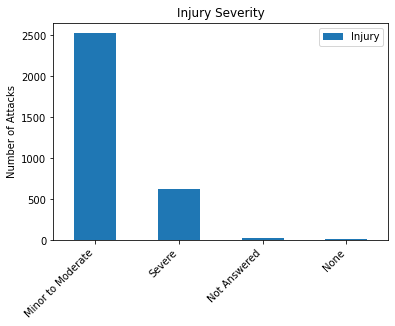 Injury Severity
Injury
Number of Attacks
2500
2000
1500
1000
500
0
Minor to Moderate
Severe
Not Answered
None